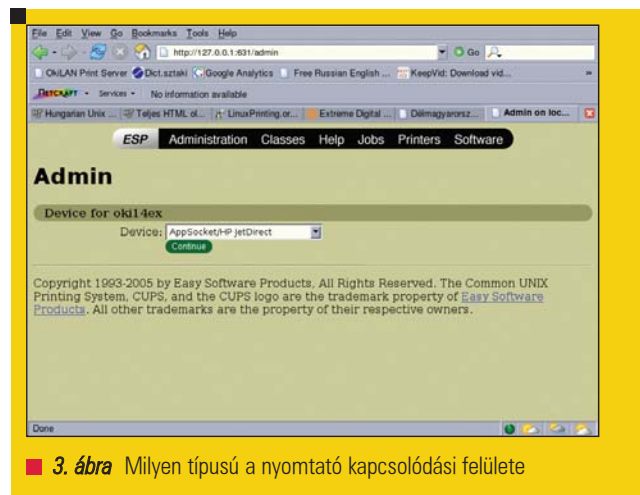 File Edit View Go Bookmarks Tools Help
http://127.0.0.1:631/admin Go
OkiLAN Print Server Dict.sztaki Google Analytics Free Russian English ... KeepVid: Download vid... »
NETCRAFT Services No information available
Hungarian Unix ... Teljes HTML ol... LinuxPrinting.or... Extreme Digital ... Délmagyarorsz... Admin on loc...
ESP Administration Classes Help Jobs Printers Software
Admin
Device for oki14ex
Device: AppSocket/HP JetDirect
Continue
Copyright 1993-2005 by Easy Software Products, All Rights Reserved. The Common UNIX
Printing System, CUPS, and the CUPS logo are the trademark property of Easy Software
Products. All other trademarks are the property of their respective owners.
Done
3. ábra Milyen típusú a nyomtató kapcsolódási felülete